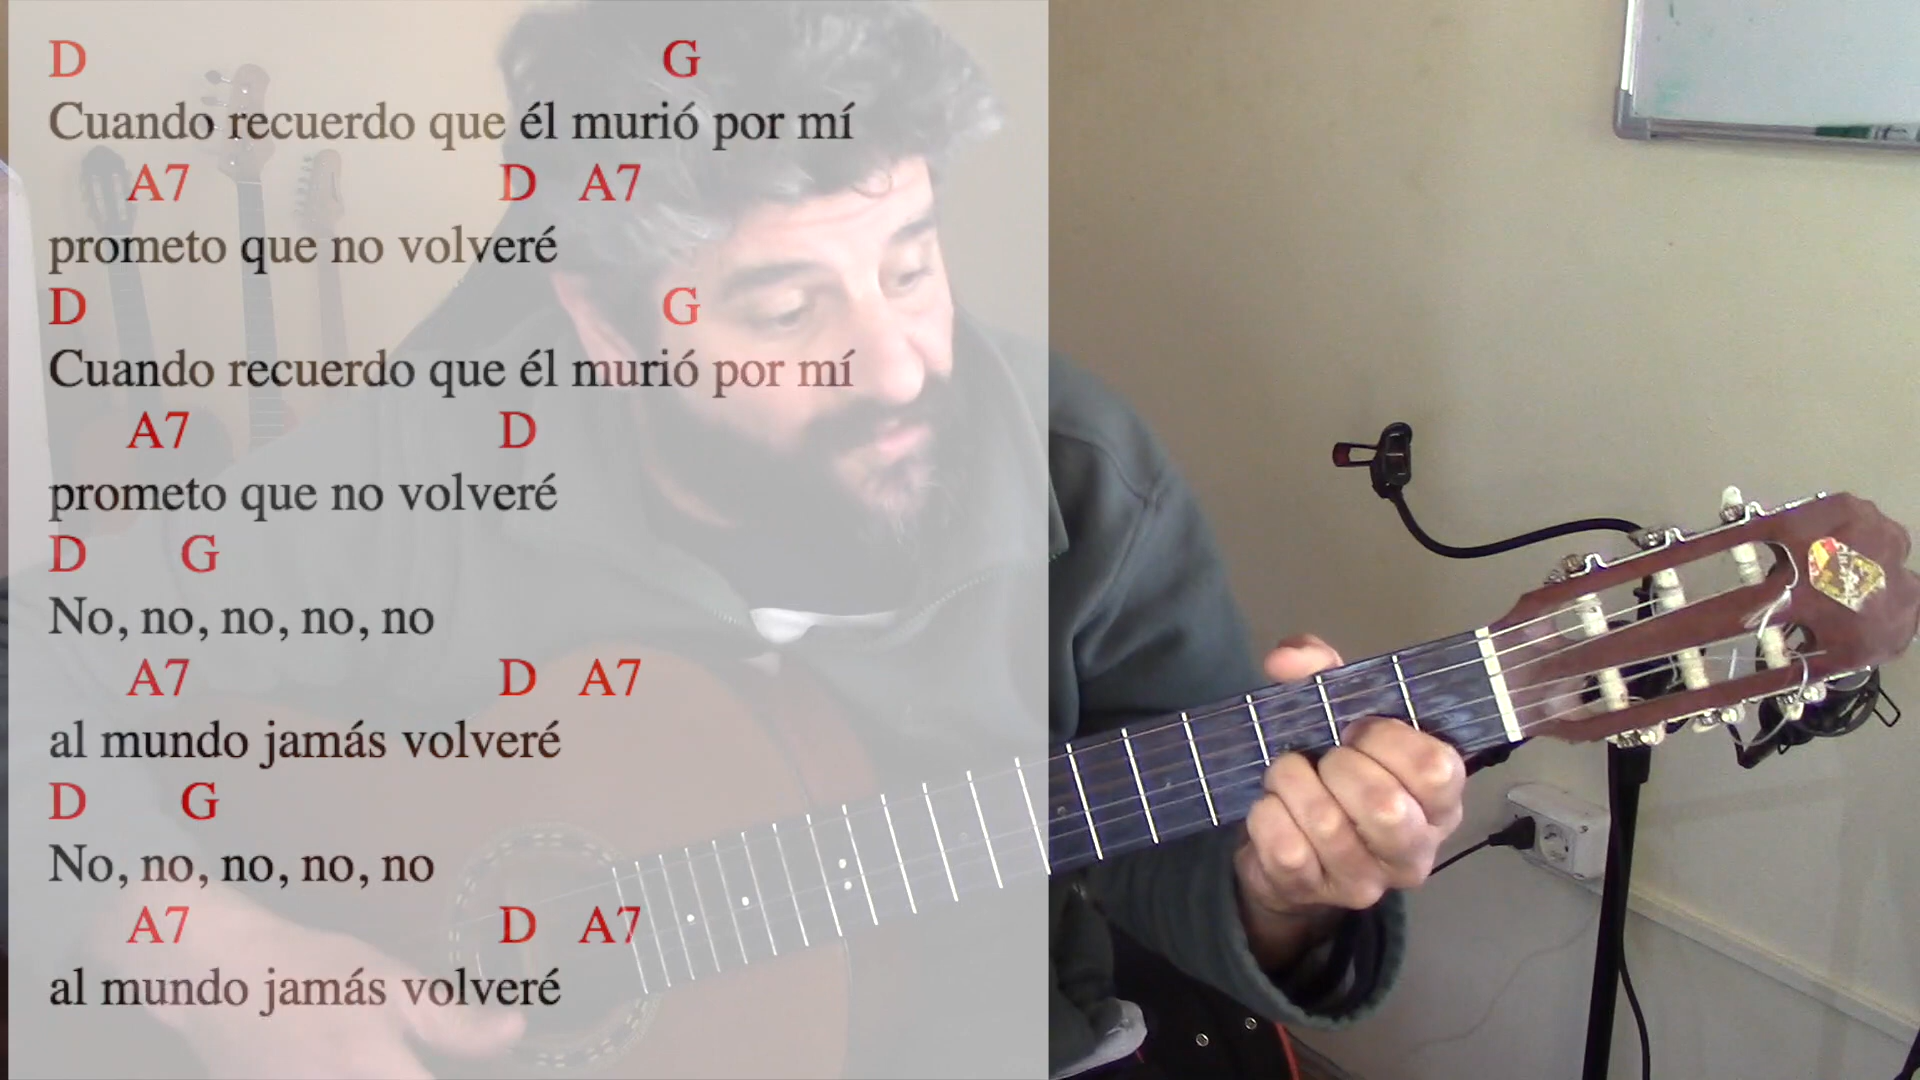 D G
Cuando recuerdo que él murió por mí
A7 D A7
prometo que no volveré
D G
Cuando recuerdo que él murió por mí
A7 D
prometo que no volveré
D G
No, no, no, no, no
A7 D A7
al mundo jamás volveré
D G
No, no, no, no, no
A7 D A7
al mundo jamás volveré